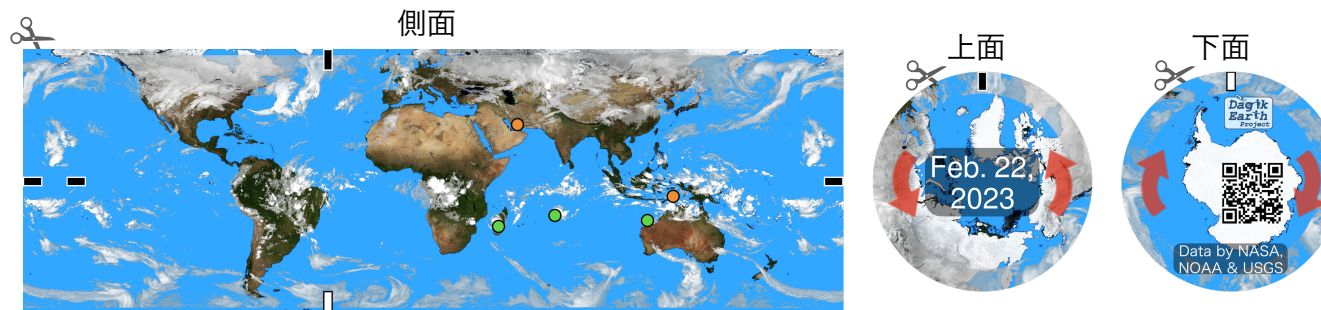 側面
上面
下面
Feb. 22,
2023
Dagik
Earth
Project
Data by NASA,
NOAA & USGS